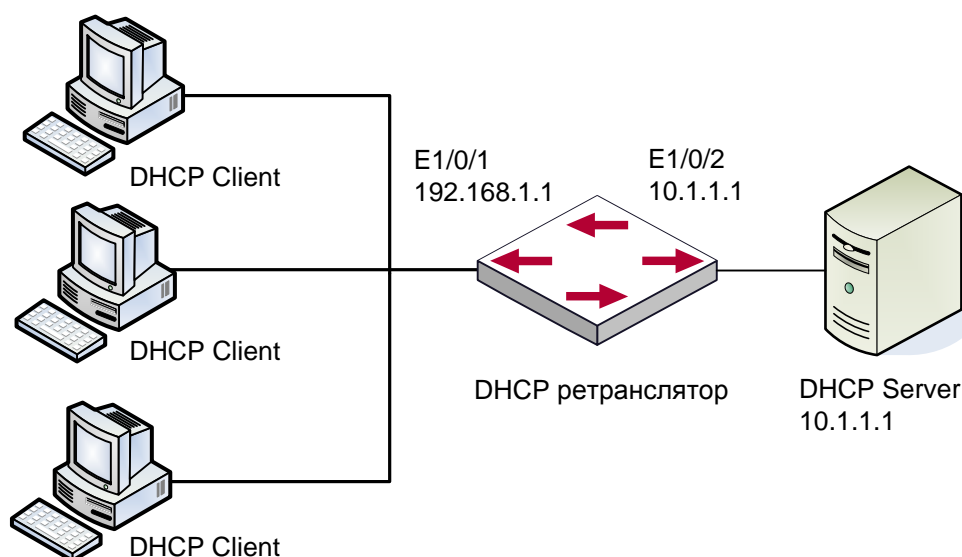 DHCP Client
E1/0/1
192.168.1.1
E1/0/2
10.1.1.1
DHCP Client
DHCP ретранслятор
DHCP Server
10.1.1.1
DHCP Client